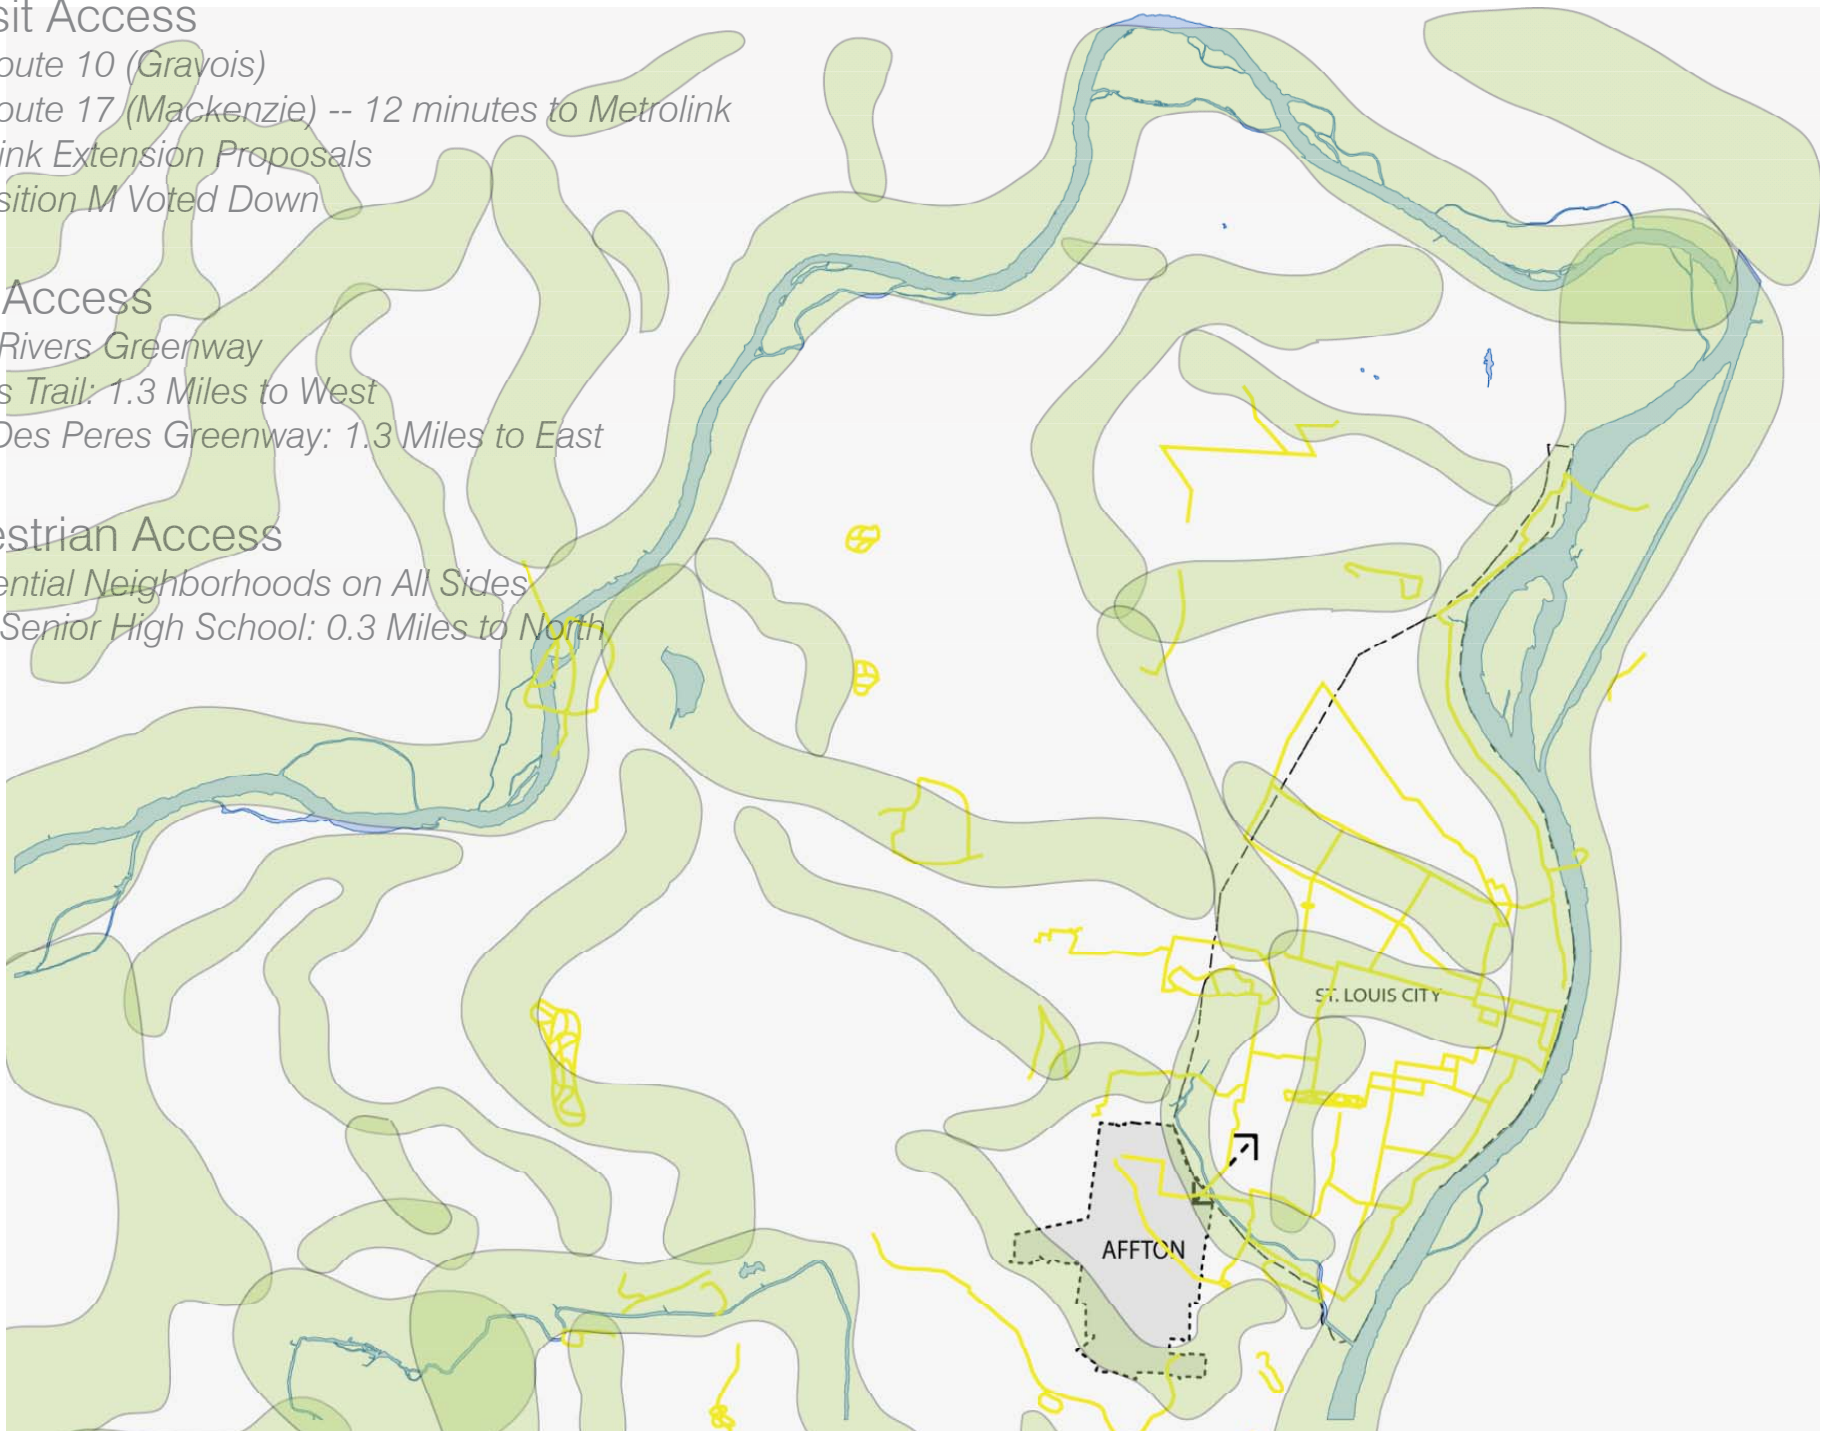 sit Access
oute 10 (Gravois)
oute 17 (Mackenzie) -- 12 minutes to Metrolink
ink Extension Proposals
sition M Voted Down
Access
Rivers Greenway
s Trail: 1.3 Miles to West
Des Peres Greenway: 1.3 Miles to East
estrian Access
ential Neighborhoods on All Sides
Senior High School: 0.3 Miles to North
ST. LOUIS CITY
AFFTON